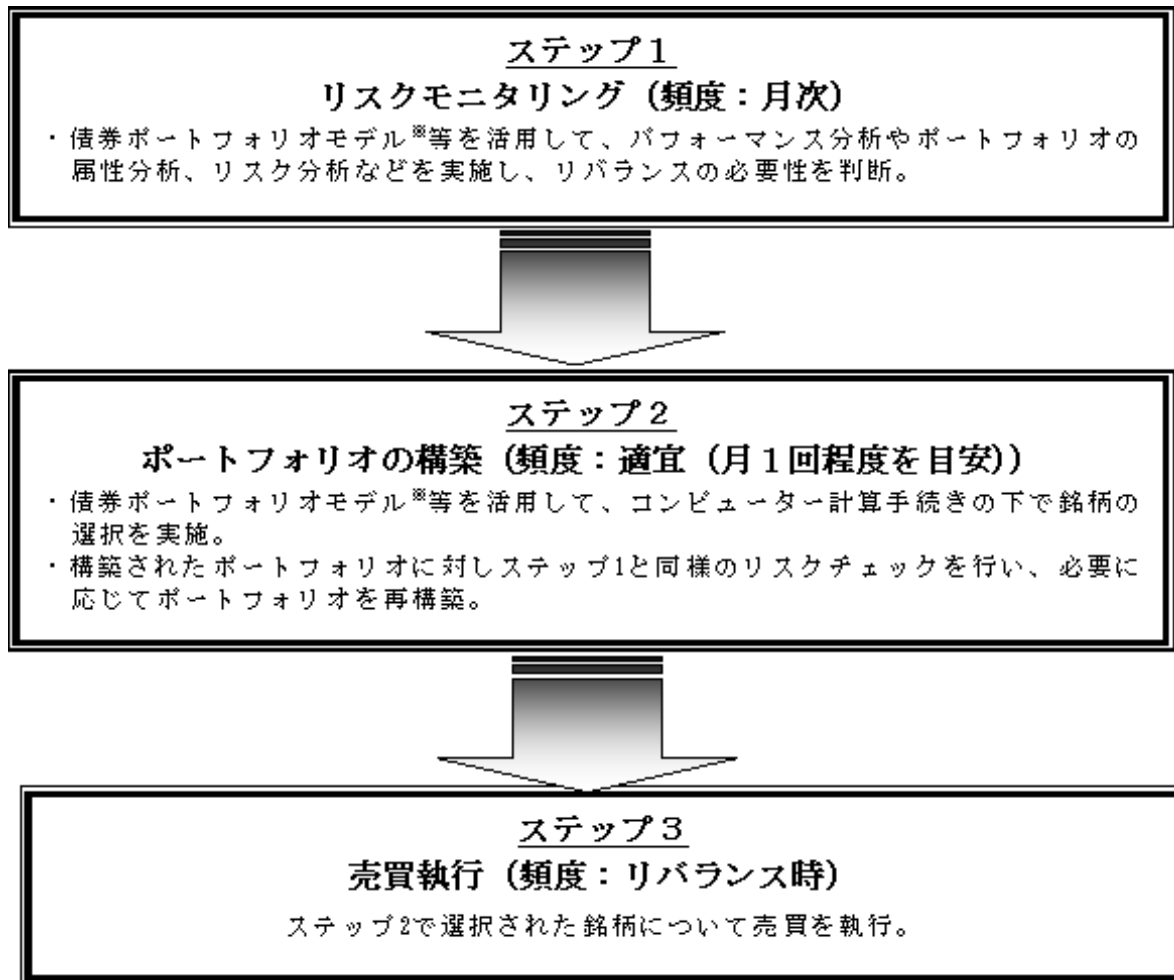 ステップ１
リスクモニタリング（頻度：月次）
・債券ポートフォリオモデル※等を活用して、パフォーマンス分析やポートフォリオの
属性分析、リスク分析などを実施し、リバランスの必要性を判断。
ステップ２
ポートフォリオの構築（頻度：適宜（月１回程度を目安））
・債券ポートフォリオモデル※等を活用して、コンピューター計算手続きの下で銘柄の
選択を実施。
・構築されたポートフォリオに対しステップ1と同様のリスクチェックを行い、必要に
応じてポートフォリオを再構築。
ステップ３
売買執行（頻度：リバランス時）
ステップ2で選択された銘柄について売買を執行。